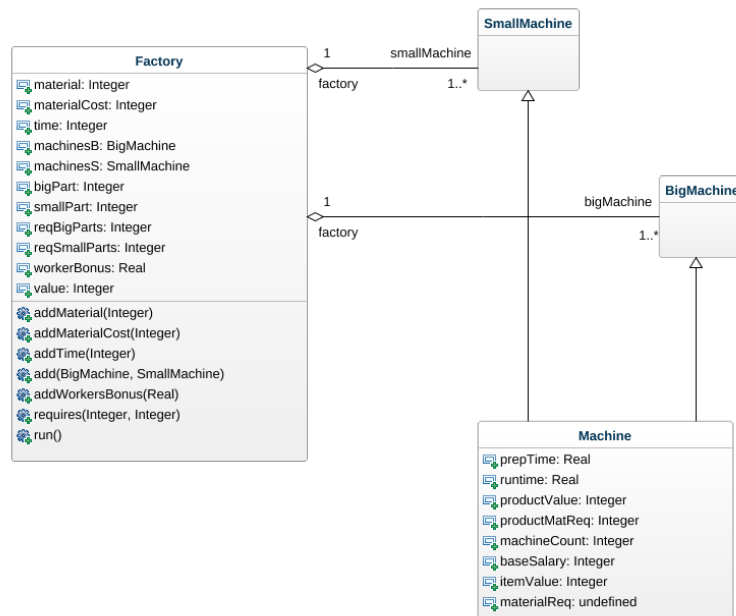 SmallMachine
Factory
1
smallMachine
factory
1..*
material: Integer
materialCost: Integer
time: Integer
machinesB: BigMachine
machinesS: SmallMachine
bigPart: Integer
smallPart: Integer
reqBigParts: Integer
reqSmallParts: Integer
workerBonus: Real
value: Integer
BigMachine
1
bigMachine
factory
1..*
addMaterial(Integer)
addMaterialCost(Integer)
addTime(Integer)
add(BigMachine, SmallMachine)
addWorkersBonus(Real)
requires(Integer, Integer)
run()
Machine
prepTime: Real
runtime: Real
productValue: Integer
productMatReq: Integer
machineCount: Integer
baseSalary: Integer
itemValue: Integer
materialReq: undefined